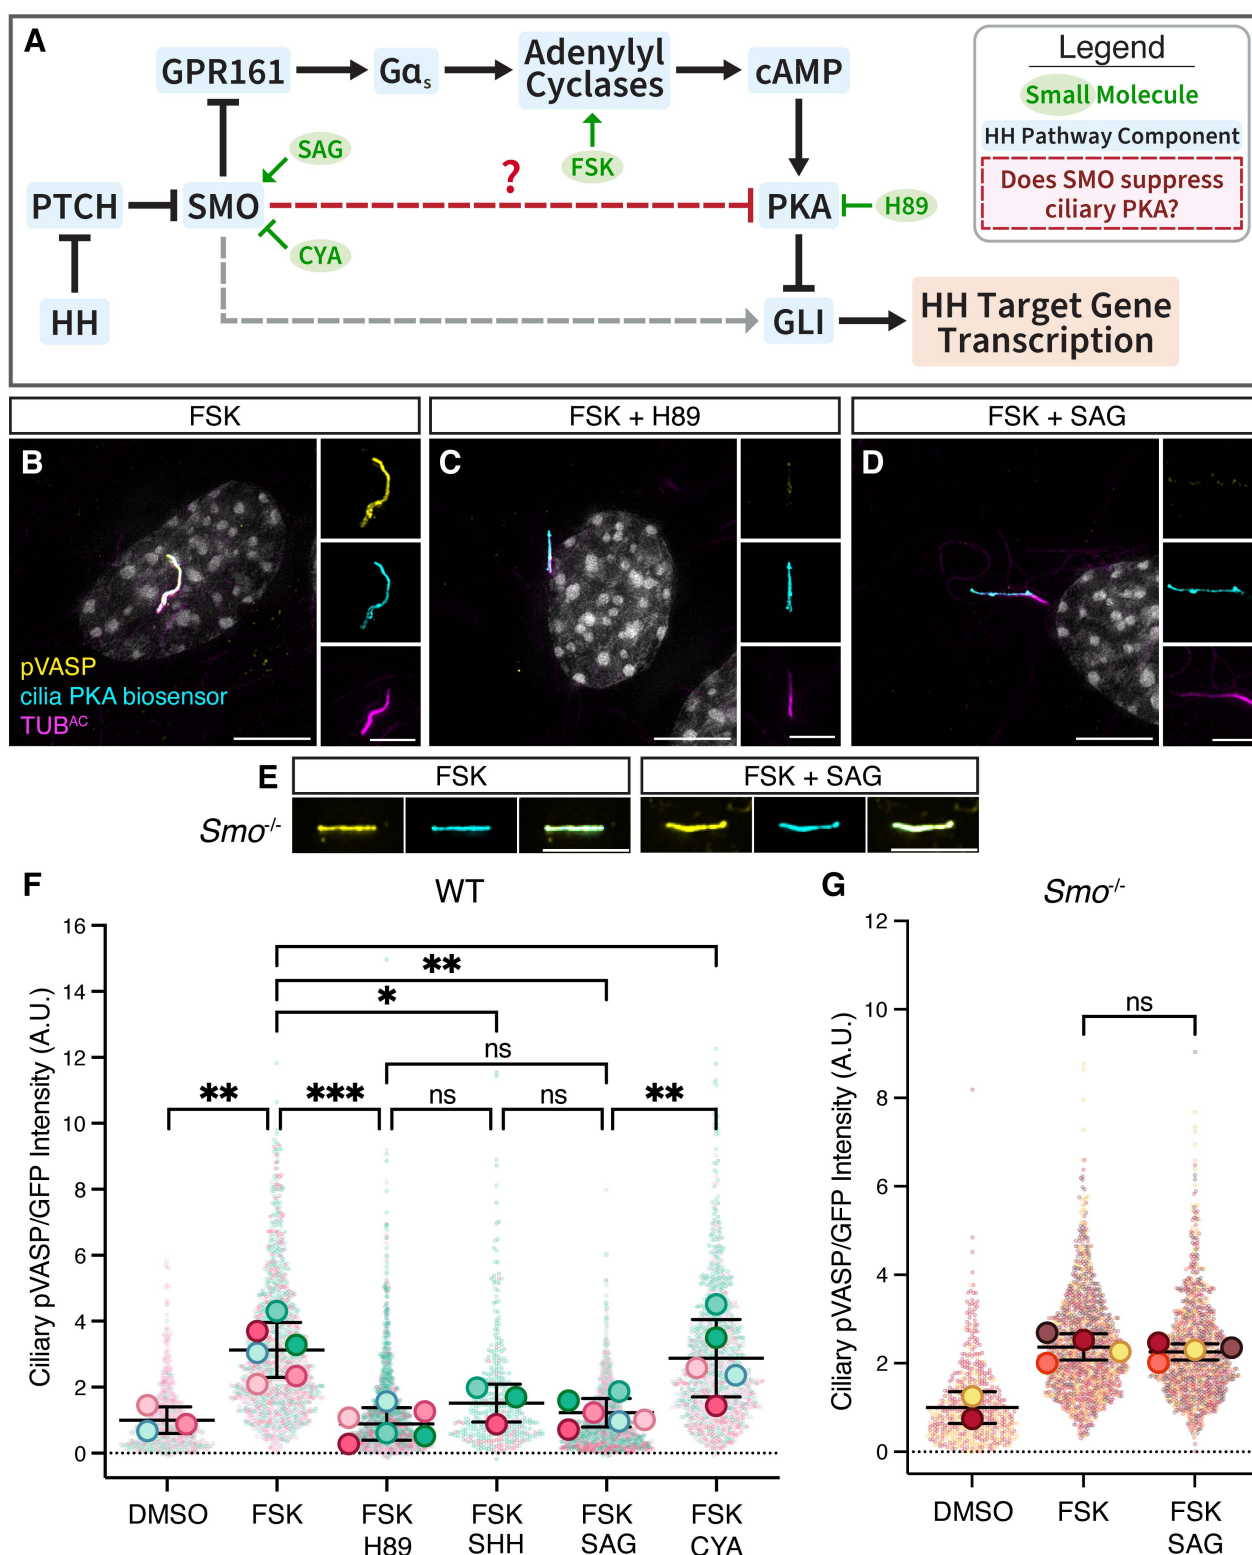 A
GPR161
Gαs
Adenylyl
Cyclases
cAMP
Legend
Small Molecule
HH Pathway Component
Does SMO suppress
ciliary PKA?
SAG
FSK
?
PTCH
SMO
PKA
H89
CYA
HH
GLI
HH Target Gene
Transcription
FSK
FSK + H89
FSK + SAG
B
C
D
pVASP
cilia PKA biosensor
TUBAC
E
FSK
FSK + SAG
Smo-/-
F
WT
Ciliary pVASP/GFP Intensity (A.U.)
16
14
12
10
8
6
4
2
0
**
*
ns
**
***
ns
ns
**
DMSO
FSK
FSK
H89
FSK
SHH
FSK
SAG
FSK
CYA
G
Smo-/-
Ciliary pVASP/GFP Intensity (A.U.)
12
10
8
6
4
2
0
ns
DMSO
FSK
FSK
SAG